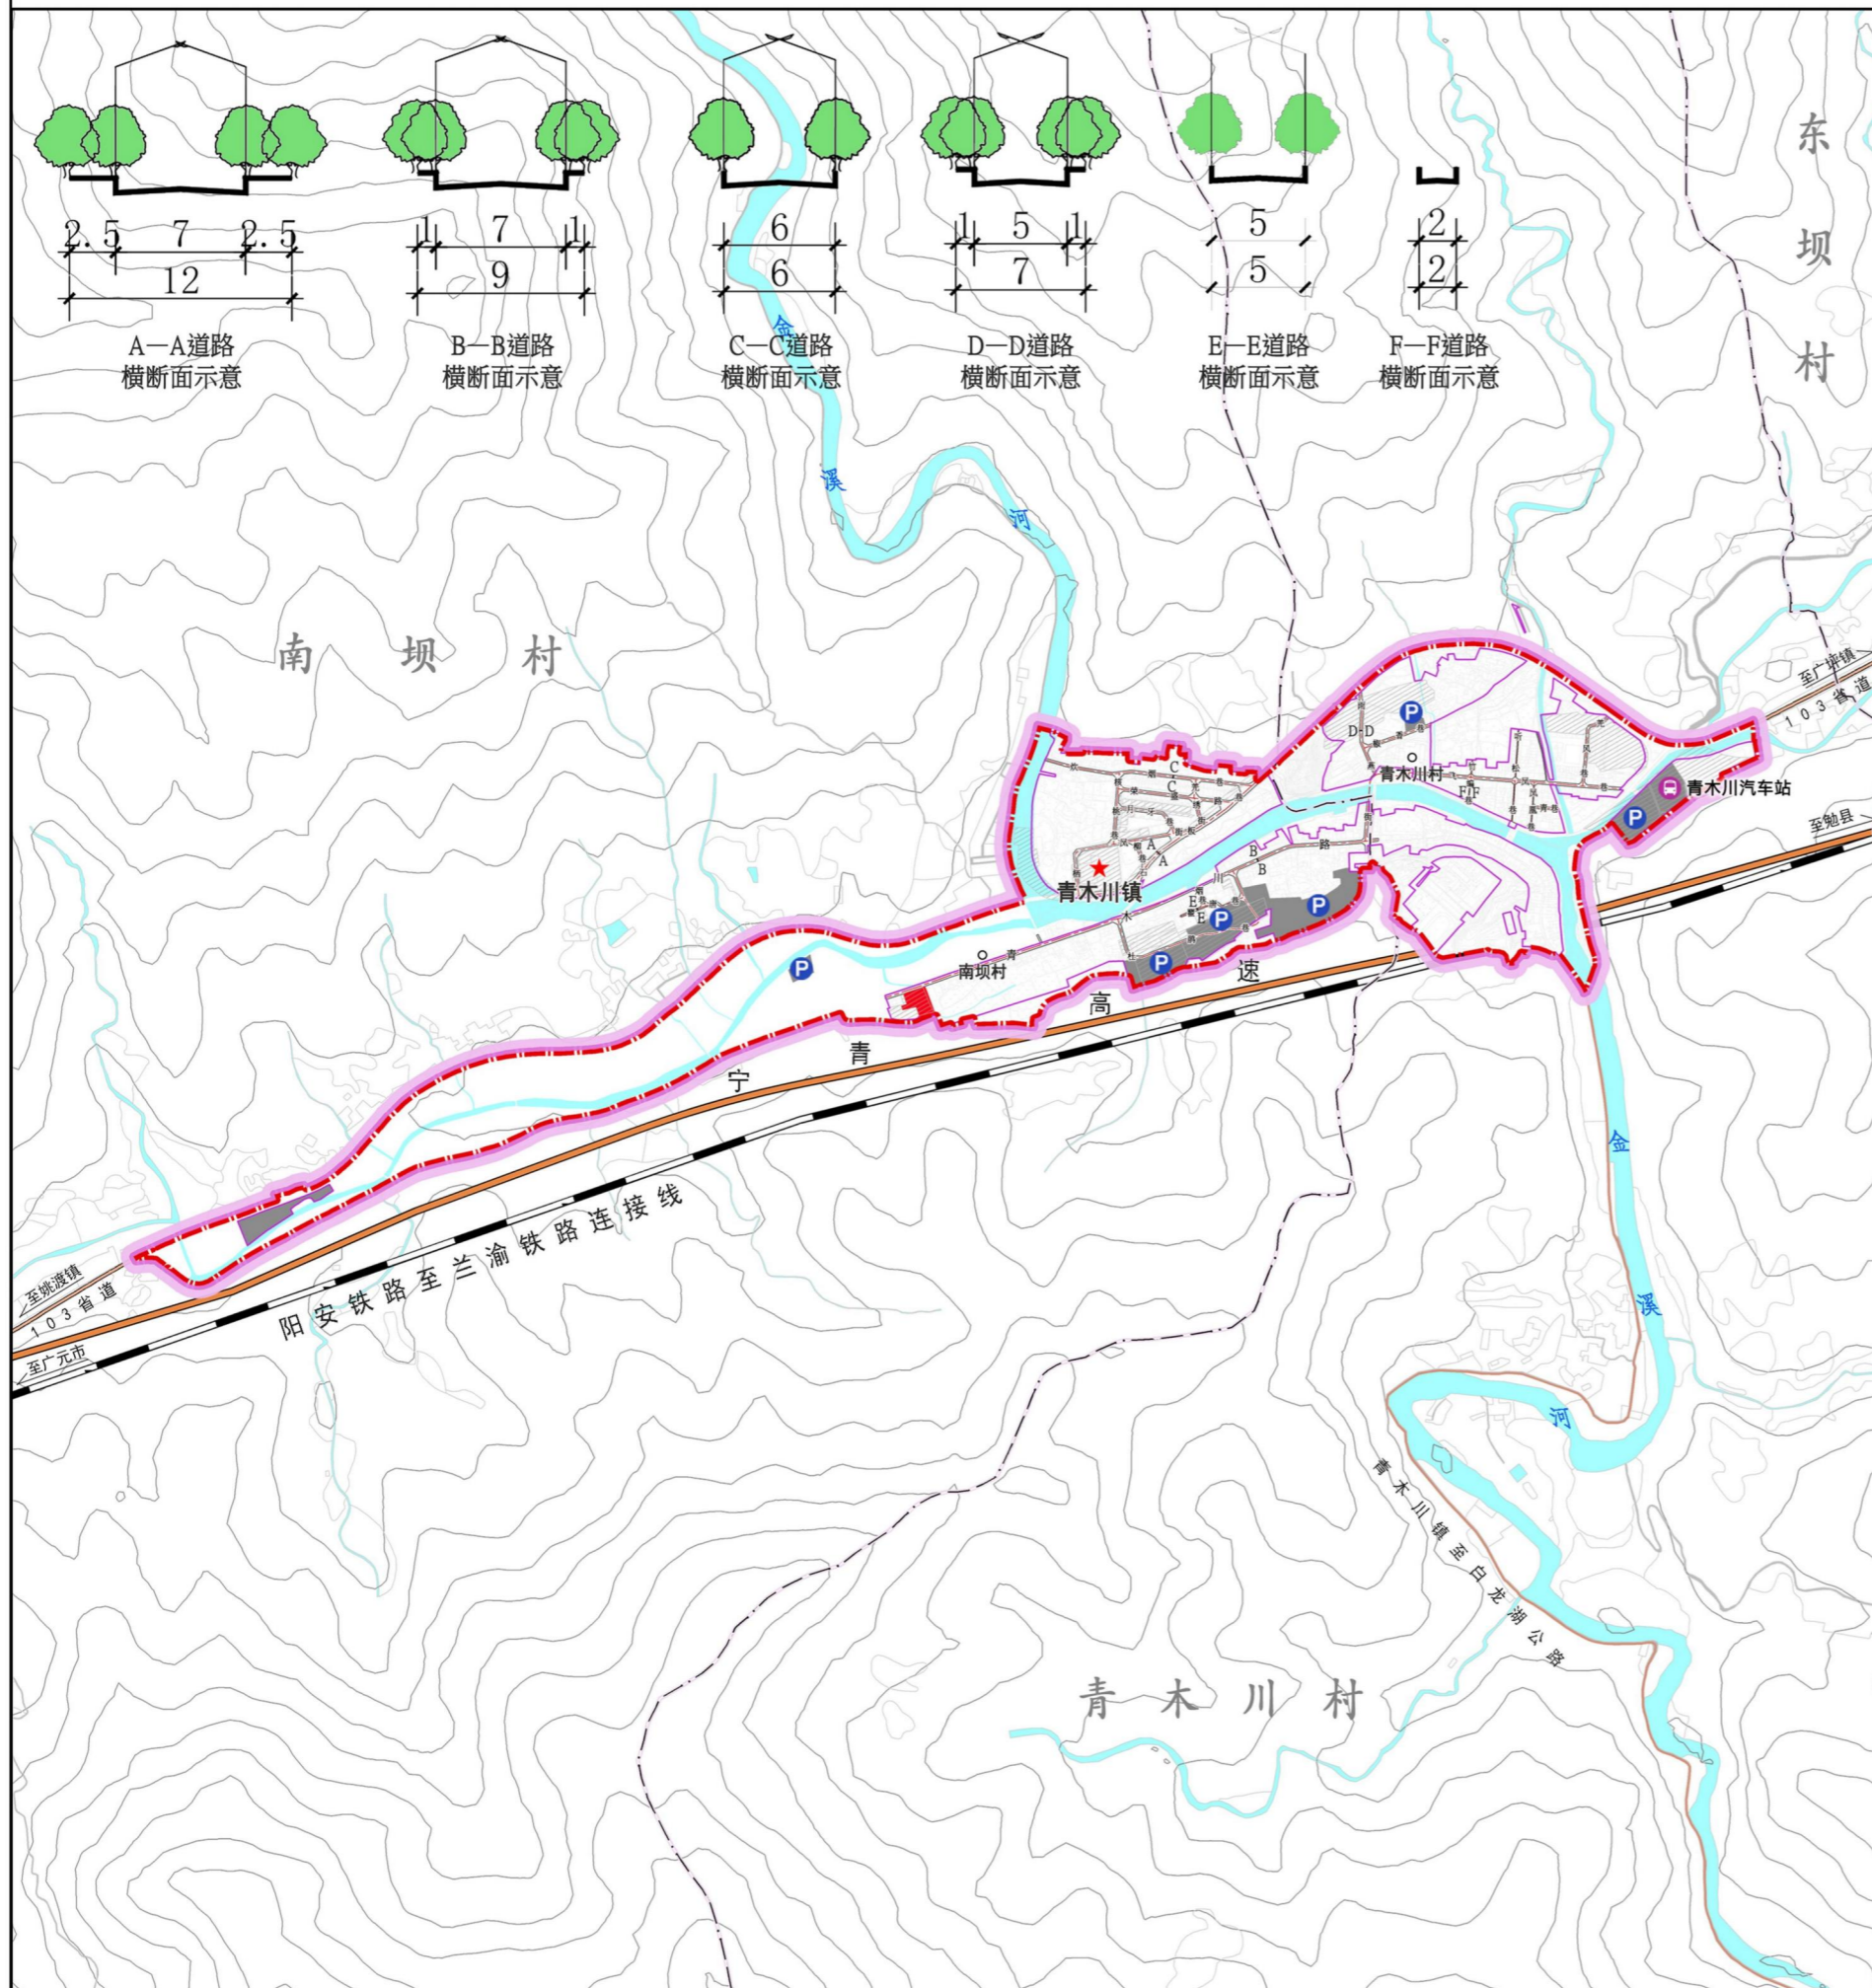 2.5 7 2.5
12
A—A道路
横断面示意
1 7 1
9
B—B道路
横断面示意
6
6
C—C道路
横断面示意
1 5 1
7
D—D道路
横断面示意
5
5
E—E道路
横断面示意
2
2
F—F道路
横断面示意
东坝村
金溪河
南坝村
至广坪镇
103省道
P
D-D
青木川村
F F
C
C
A
A
B
B
E
E
青木川镇
青木川汽车站
P
至勉县
P
P
P
P
南坝村
青木川路
宁青高速
阳安铁路至兰渝铁路连接线
至姚渡镇
103省道
至广元市
金溪河
青木川镇至白龙湖公路
青木川村